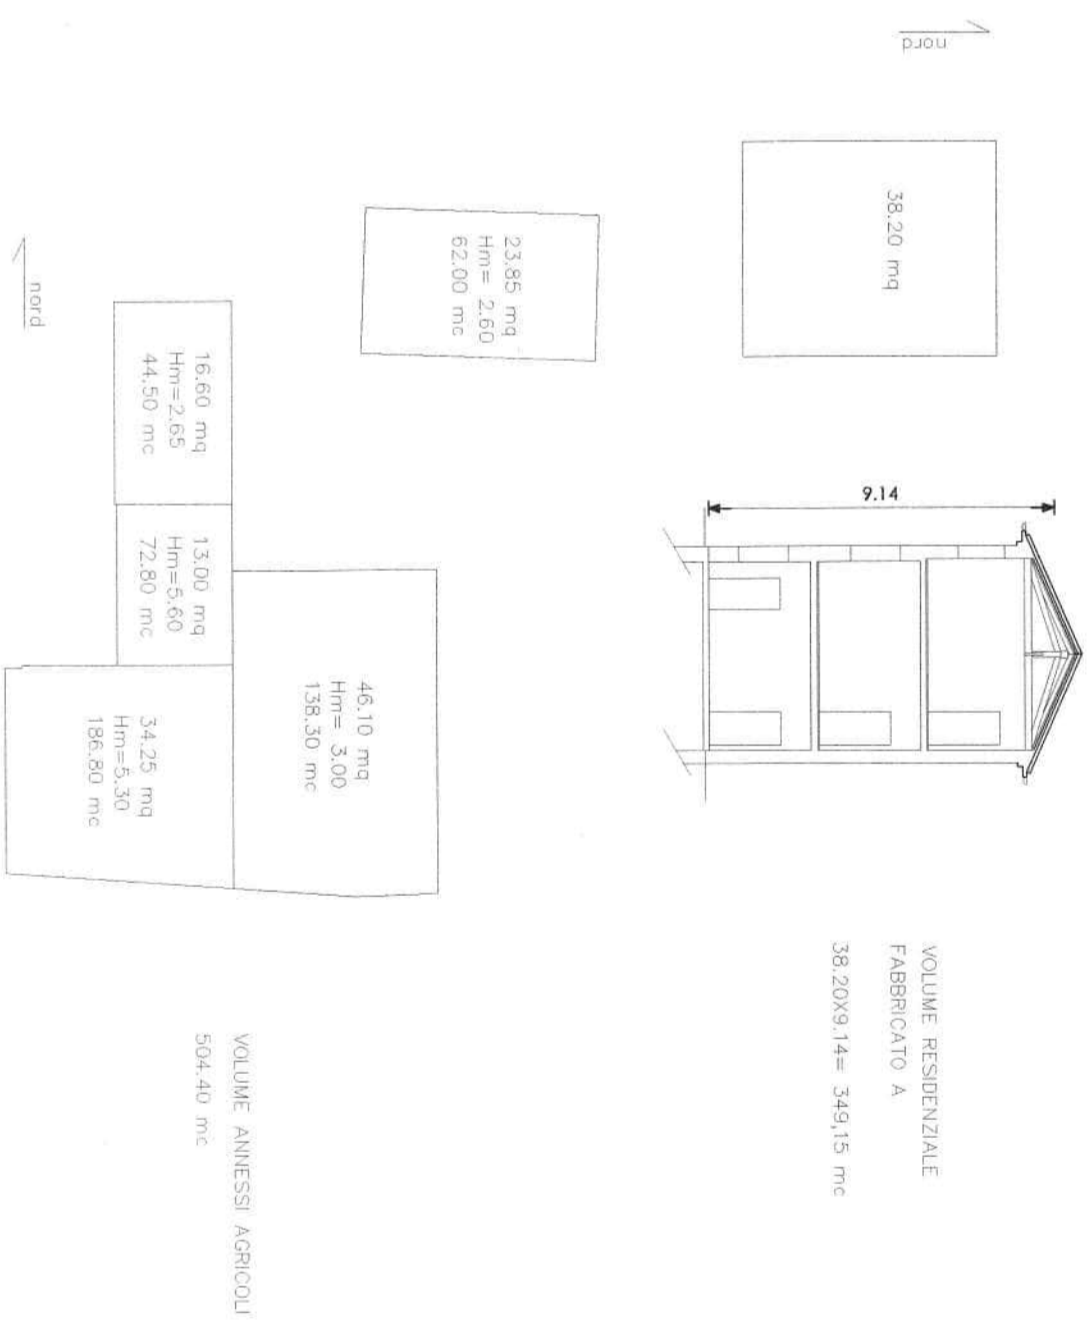 nord
38.20 mq
9.14
VOLUME RESIDENZIALE
FABBRICATO A
38.20X9.14= 349,15 mc
23.85 mq
Hm= 2.60
62.00 mc
nord
16.60 mq
Hm=2.65
44.50 mc
13.00 mq
Hm=5.60
72.80 mc
46.10 mq
Hm= 3.00
138.30 mc
34.25 mq
Hm=5.30
186.80 mc
VOLUME ANNESSI AGRICOLI
504.40 mc